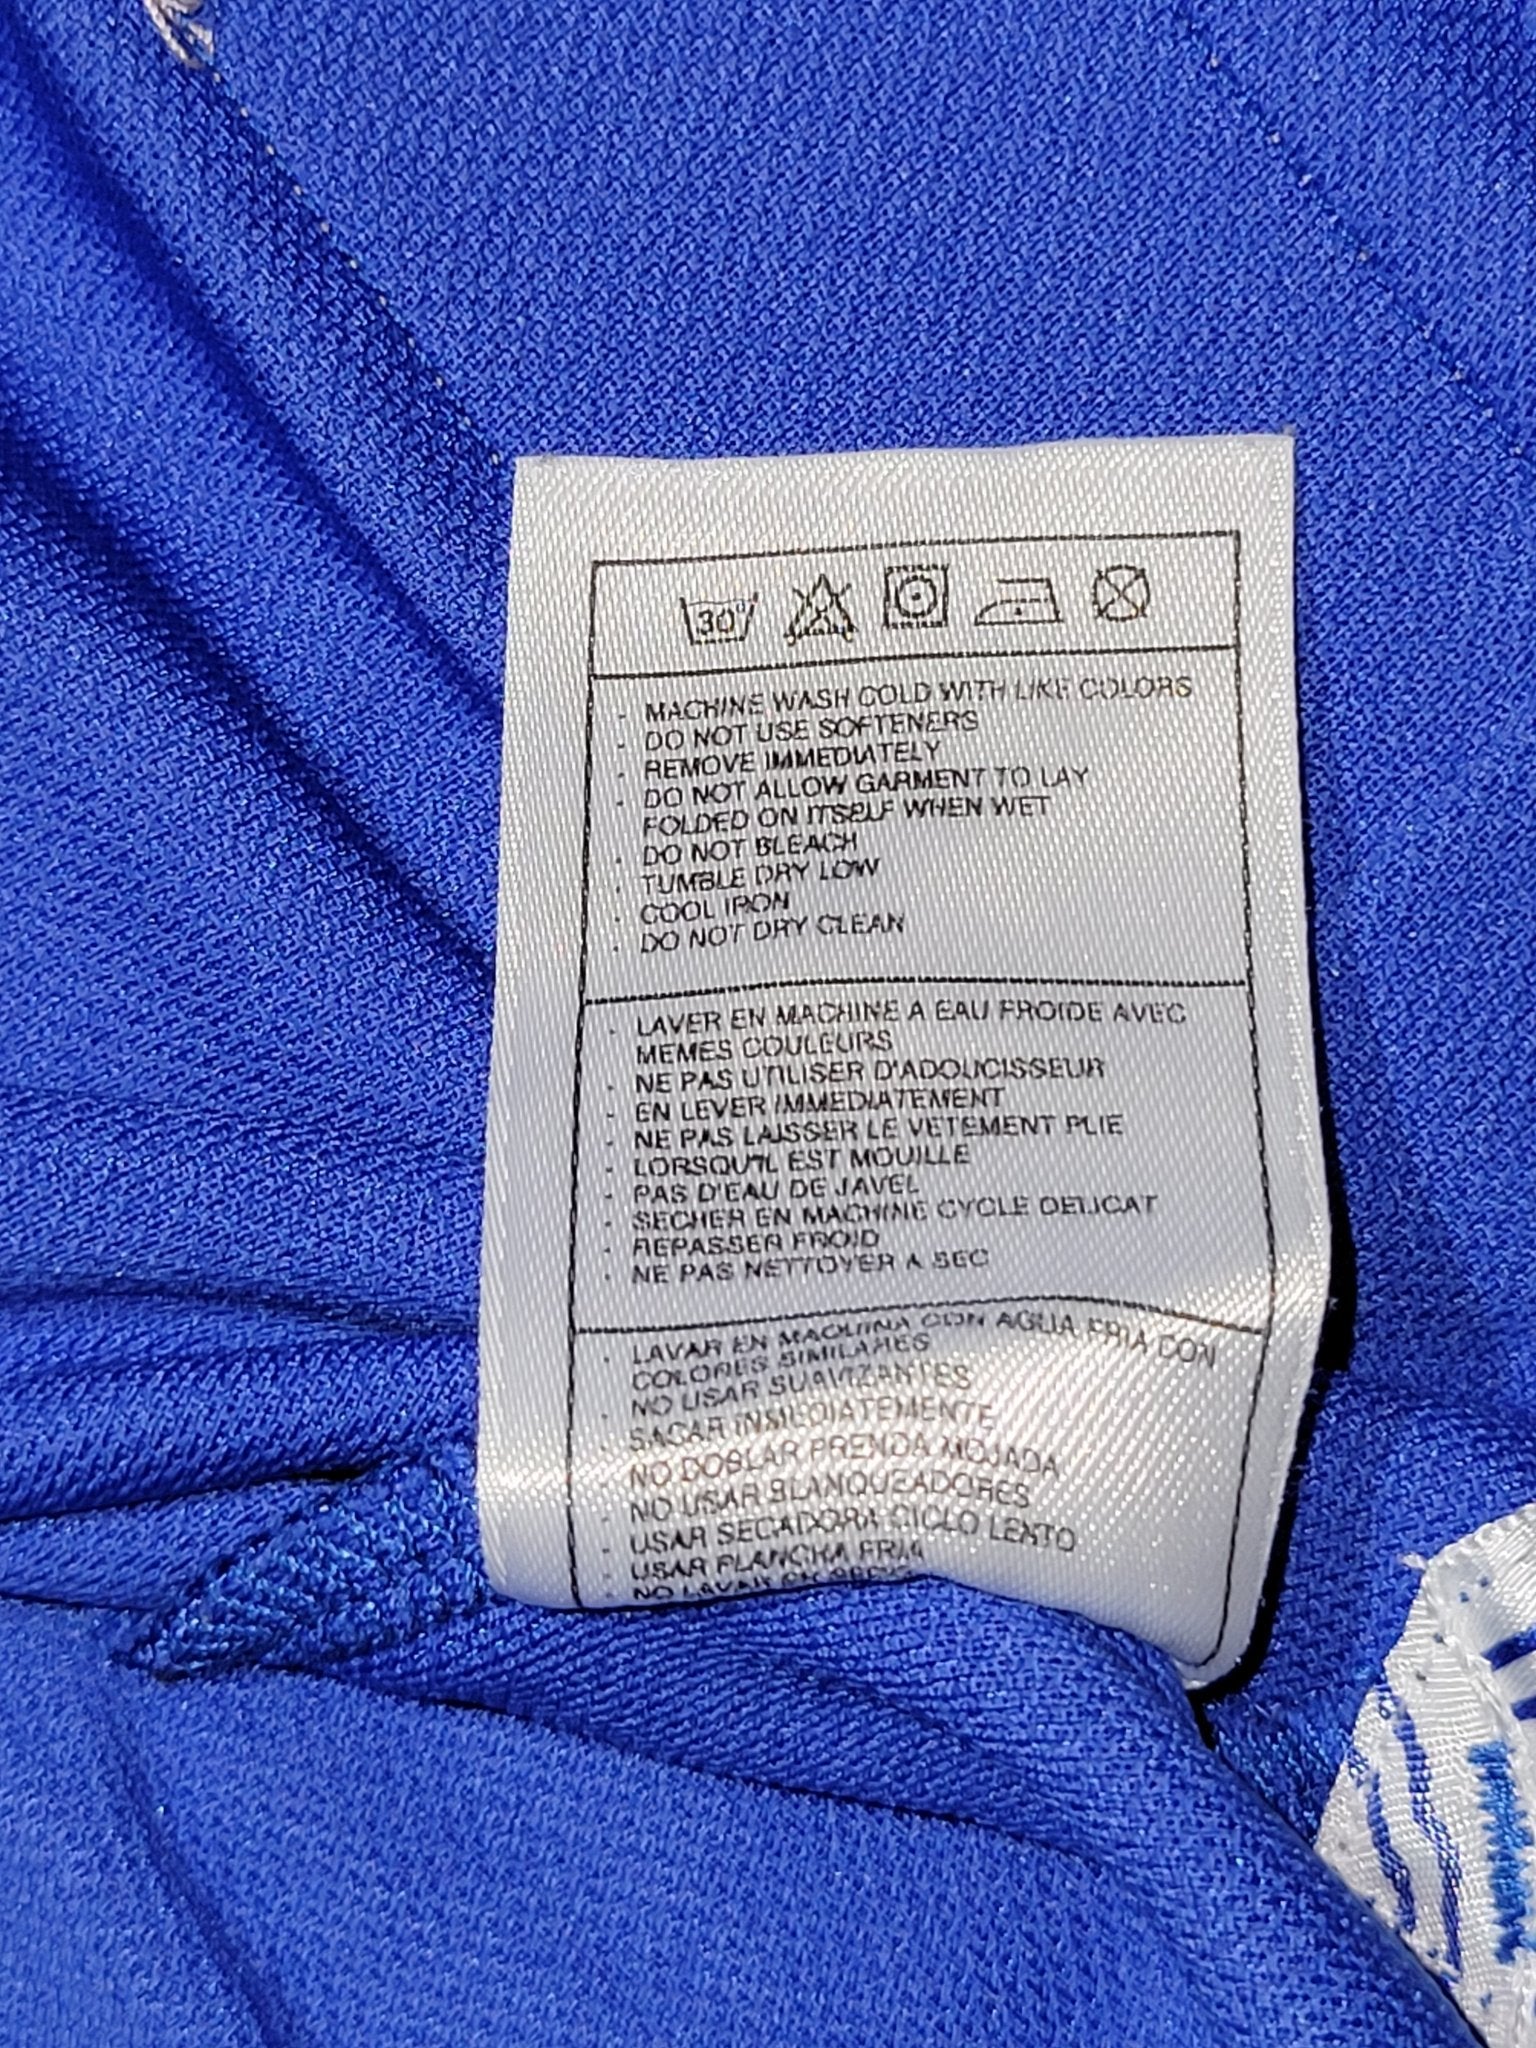 30°
- MACHINE WASH COLD WITH LIKE COLORS
- DO NOT USE SOFTENERS
- REMOVE IMMEDIATELY
- DO NOT ALLOW GARMENT TO LAY
FOLDED ON ITSELF WHEN WET
- DO NOT BLEACH
- TUMBLE DRY LOW
- COOL IRON
- DO NOT DRY CLEAN
- LAVER EN MACHINE A EAU FROIDE AVEC
MEMES COULEURS
- NE PAS UTILISER D'ADOUCISSEUR
- EN LEVER IMMEDIATEMENT
- NE PAS LAISSER LE VETEMENT PLIE
- LORSQU'IL EST MOUILLE
- PAS D'EAU DE JAVEL
- SECHER EN MACHINE CYCLE DELICAT
- REPASSER FROID
- NE PAS NETTOYER A SEC
- LAVAR EN MAQUINA CON AGUA FRIA CON
COLORES SIMILARES
- NO USAR SUAVIZANTES
- SACAR INMEDIATEMENTE
- NO DOBLAR PRENDA MOJADA
- NO USAR BLANQUEADORES
- USAR SECADORA CICLO LENTO
- USAR PLANCHA FRIA
- NO LAVAR EN